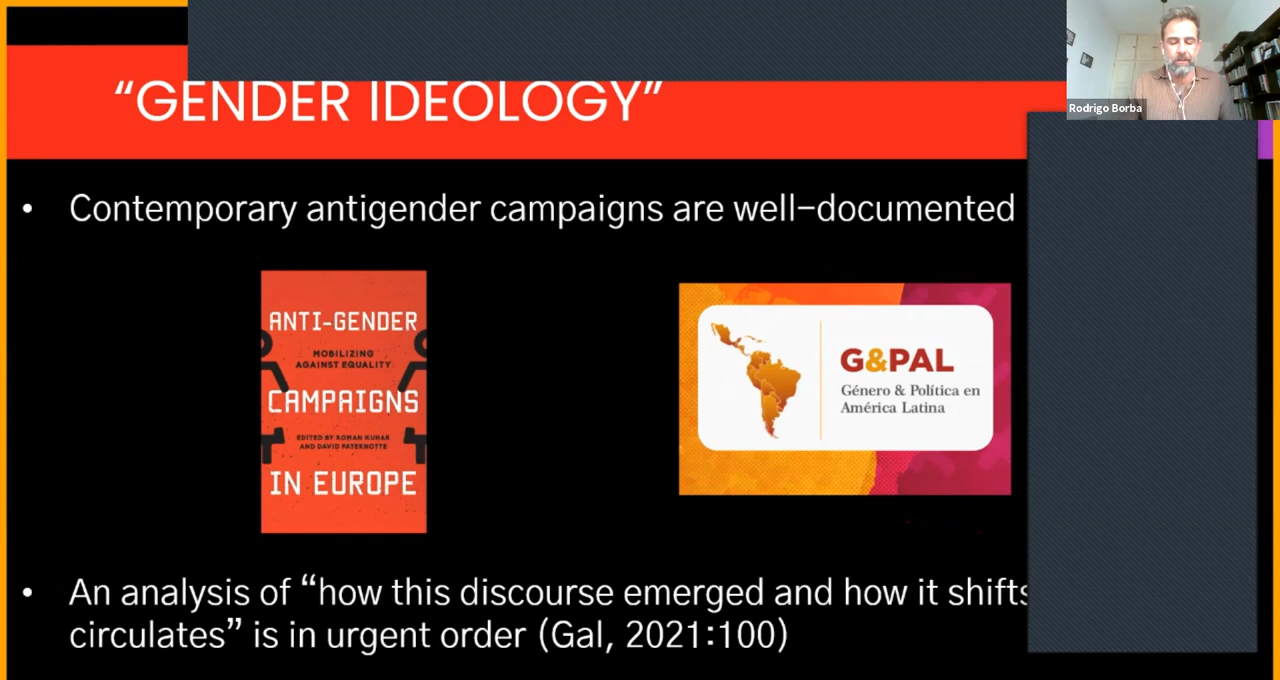 “GENDER IDEOLOGY”
Rodrigo Borba
• Contemporary antigender campaigns are well-documented
ANTI-GENDER
MOBILIZING
AGAINST EQUALITY
CAMPAIGNS
EDITED BY ROMAN KUHAR
AND DAVID PATERNOTTE
IN EUROPE
G&PAL
Género & Política en
América Latina
• An analysis of “how this discourse emerged and how it shifts
circulates” is in urgent order (Gal, 2021:100)